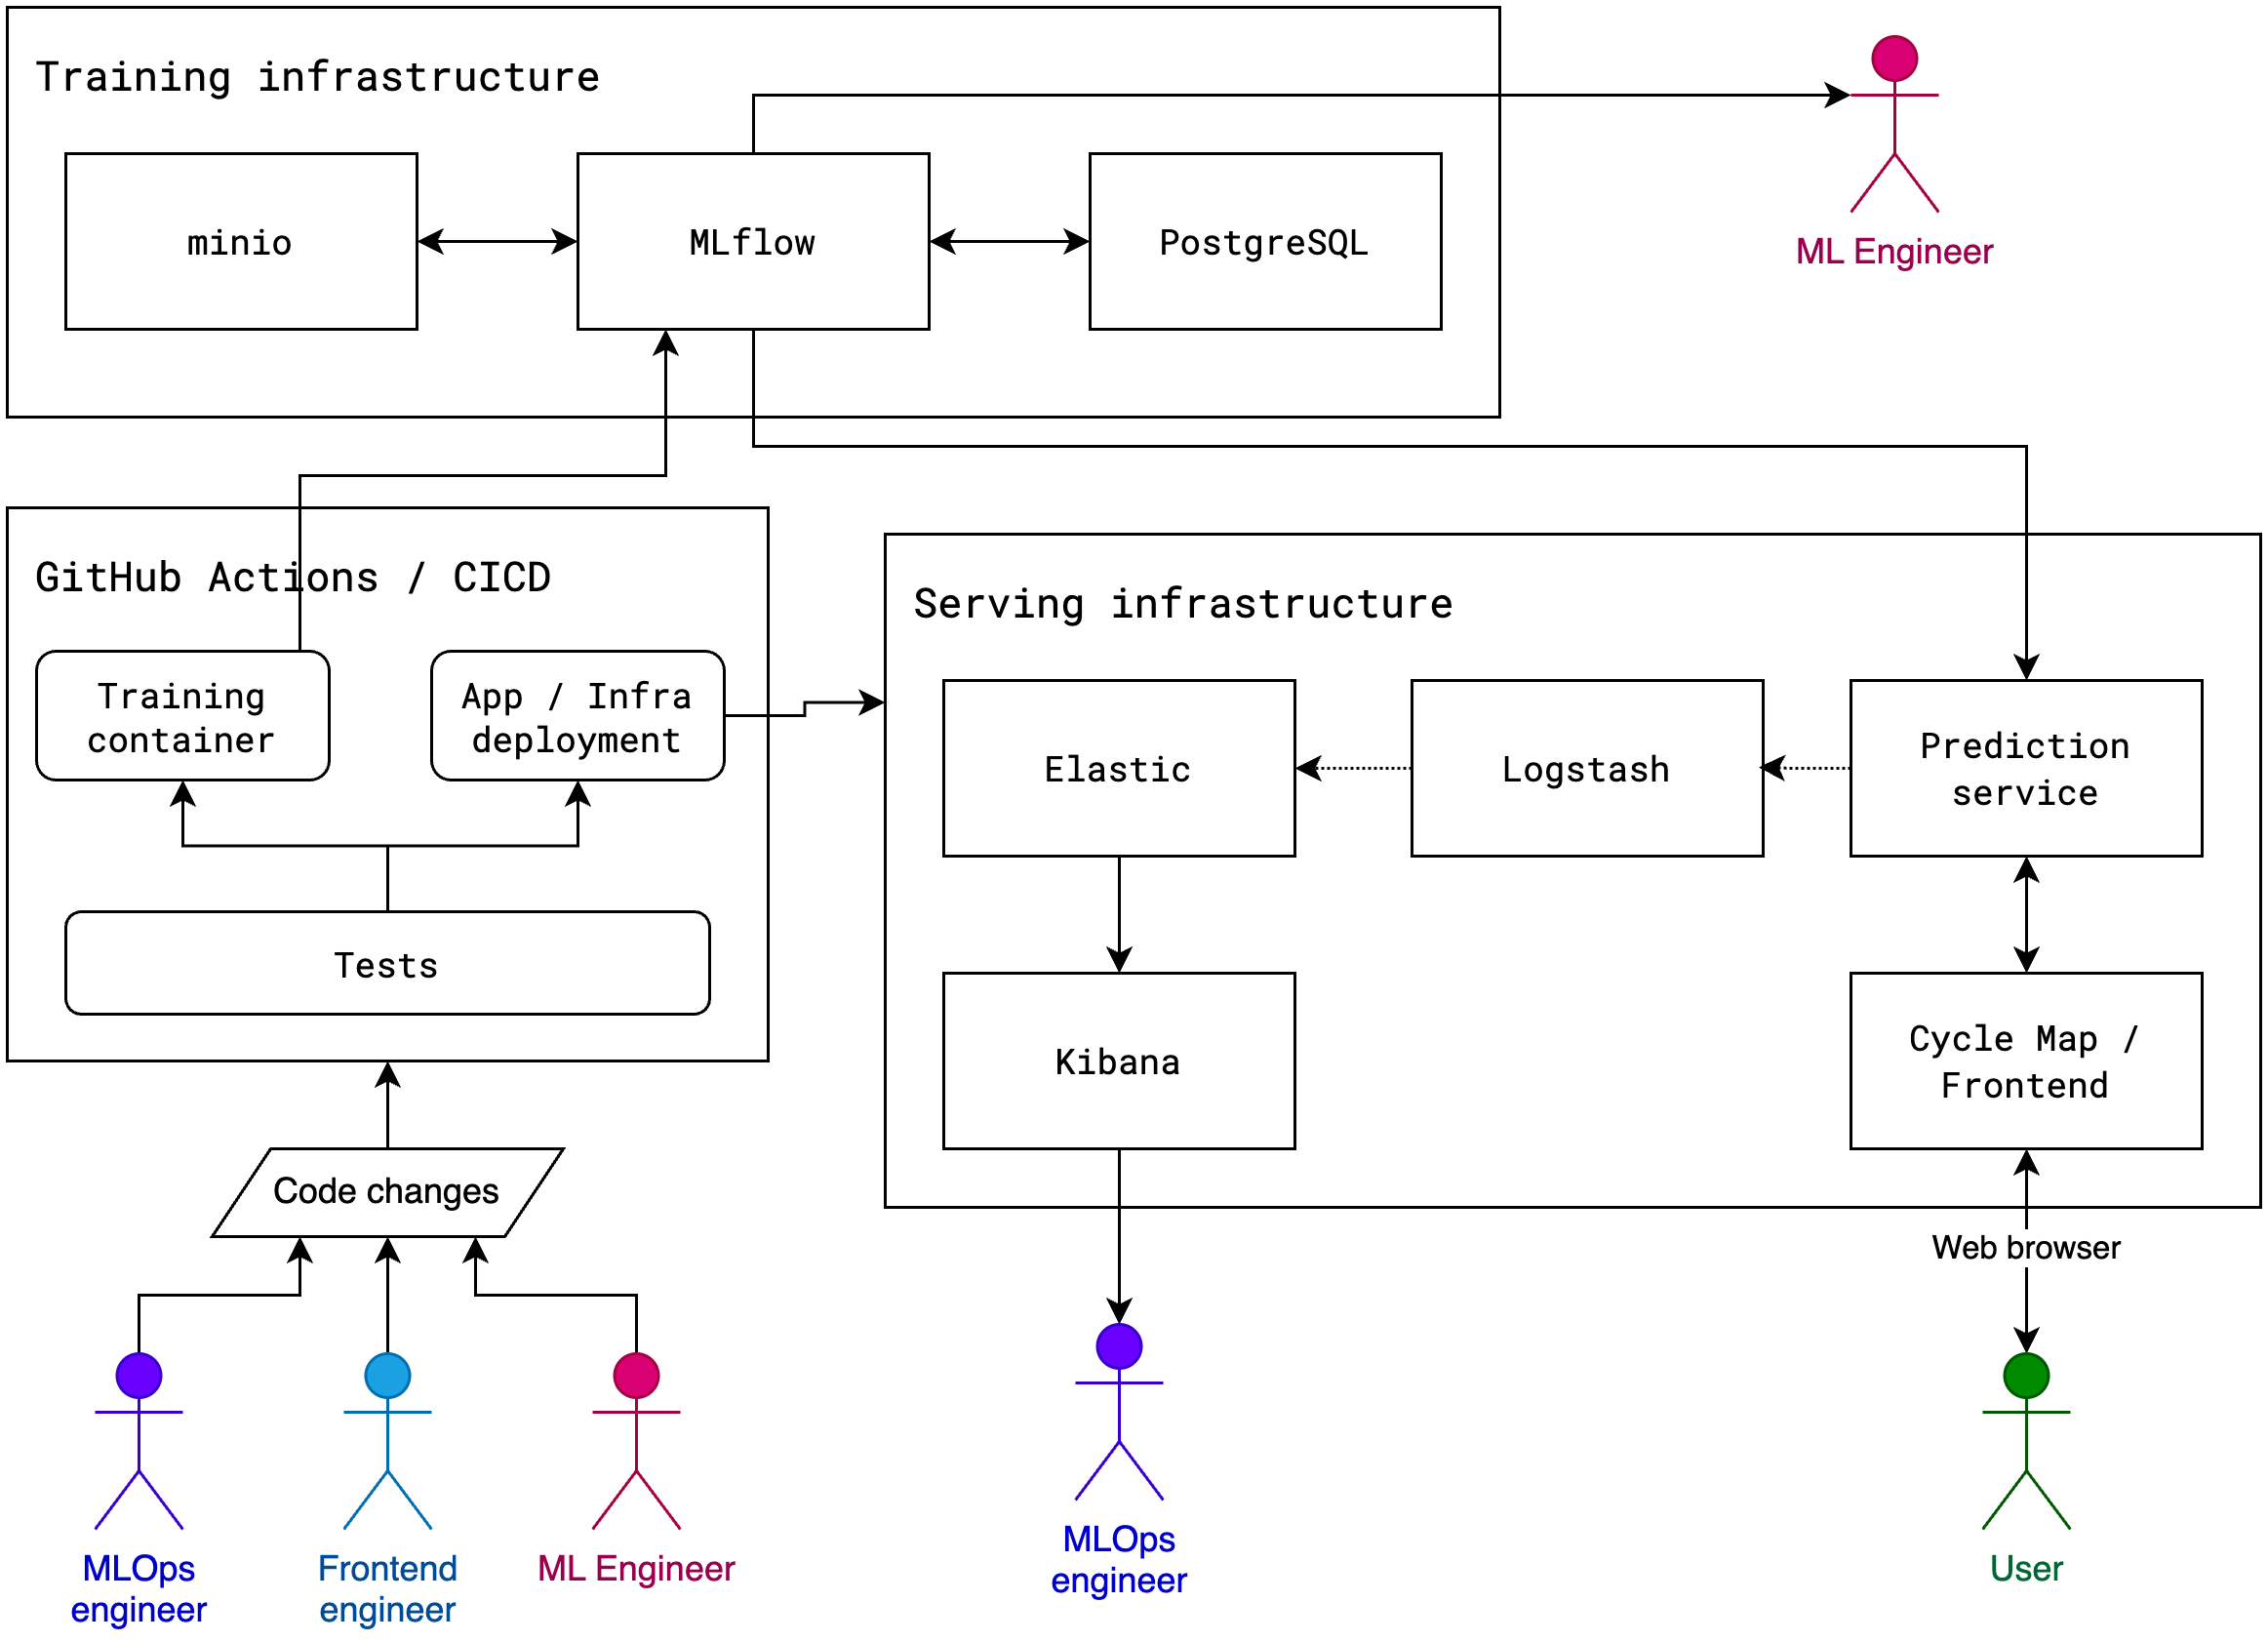 Training infrastructure
minio
MLflow
PostgreSQL
ML Engineer
GitHub Actions / CICD
Training
container
App / Infra
deployment
Tests
Serving infrastructure
Elastic
Logstash
Prediction
service
Kibana
Cycle Map /
Frontend
Code changes
Web browser
MLOps
engineer
Frontend
engineer
ML Engineer
MLOps
engineer
User